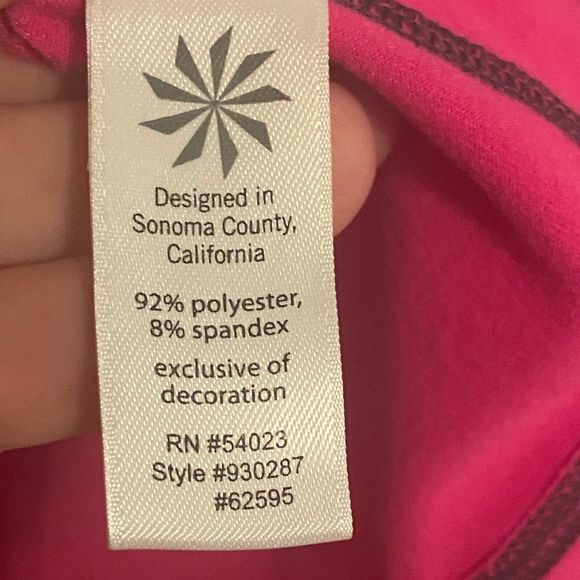 Designed in
Sonoma County,
California
92% polyester,
8% spandex
exclusive of
decoration
RN #54023
Style #930287
#62595